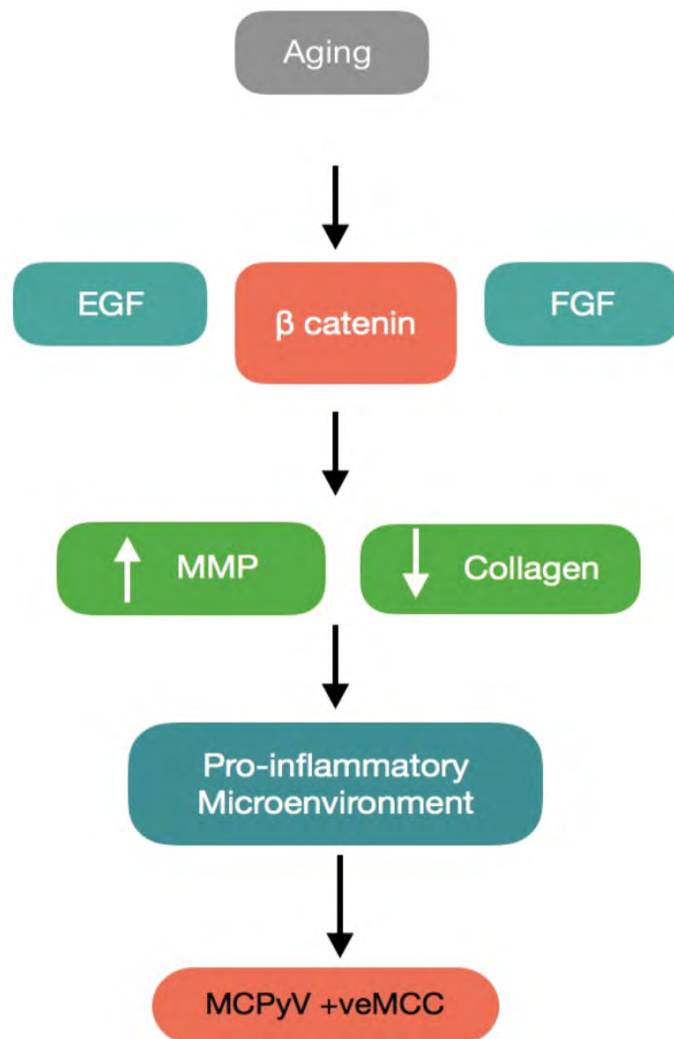 Aging
EGF
β catenin
FGF
MMP
Collagen
Pro-inflammatory
Microenvironment
MCPyV +veMCC